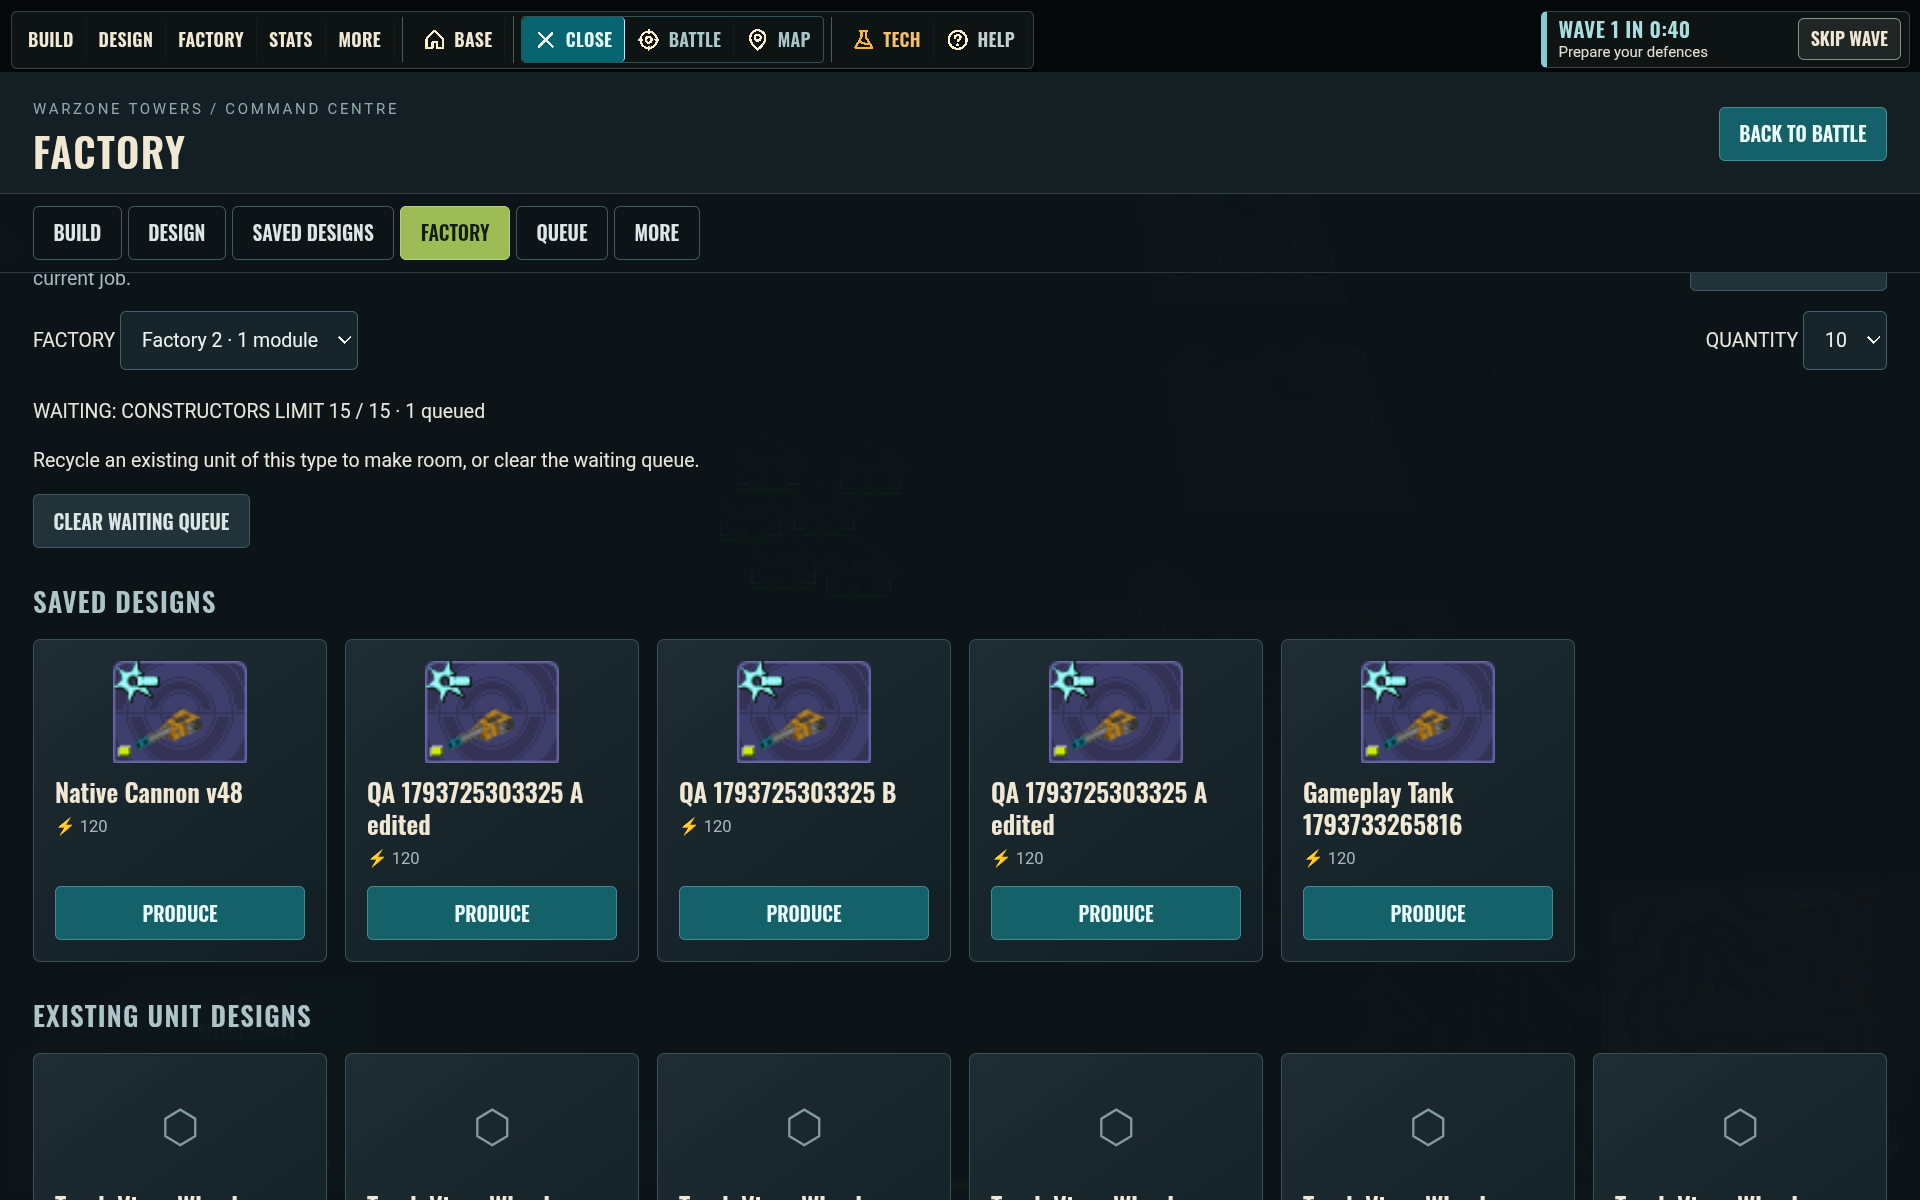 BUILD DESIGN FACTORY STATS MORE BASE CLOSE BATTLE MAP TECH HELP
WAVE 1 IN 0:40
Prepare your defences
SKIP WAVE
WARZONE TOWERS / COMMAND CENTRE
FACTORY
BACK TO BATTLE
BUILD DESIGN SAVED DESIGNS FACTORY QUEUE MORE
current job.
FACTORY Factory 2 · 1 module
QUANTITY 10
WAITING: CONSTRUCTORS LIMIT 15 / 15 · 1 queued
Recycle an existing unit of this type to make room, or clear the waiting queue.
CLEAR WAITING QUEUE
SAVED DESIGNS
Native Cannon v48
⚡ 120
PRODUCE
QA 1793725303325 A
edited
⚡ 120
PRODUCE
QA 1793725303325 B
⚡ 120
PRODUCE
QA 1793725303325 A
edited
⚡ 120
PRODUCE
Gameplay Tank
1793733265816
⚡ 120
PRODUCE
EXISTING UNIT DESIGNS